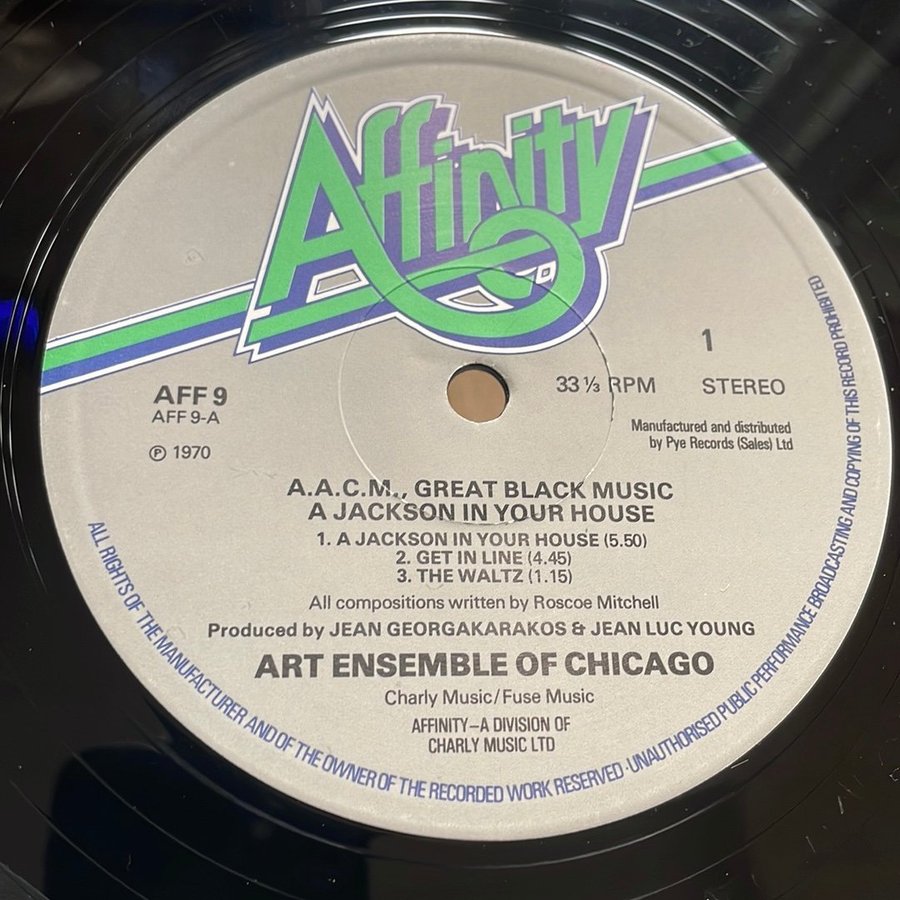 Affinity
1
AFF 9
AFF 9-A
℗ 1970
33 ⅓ RPM STEREO
Manufactured and distributed
by Pye Records (Sales) Ltd
A.A.C.M., GREAT BLACK MUSIC
A JACKSON IN YOUR HOUSE
1. A JACKSON IN YOUR HOUSE (5.50)
2. GET IN LINE (4.45)
3. THE WALTZ (1.15)
All compositions written by Roscoe Mitchell
Produced by JEAN GEORGAKARAKOS & JEAN LUC YOUNG
ART ENSEMBLE OF CHICAGO
Charly Music/Fuse Music
AFFINITY–A DIVISION OF
CHARLY MUSIC LTD
ALL RIGHTS OF THE MANUFACTURER AND OF THE OWNER OF THE RECORDED WORK RESERVED · UNAUTHORISED PUBLIC PERFORMANCE BROADCASTING AND COPYING OF THIS RECORD PROHIBITED